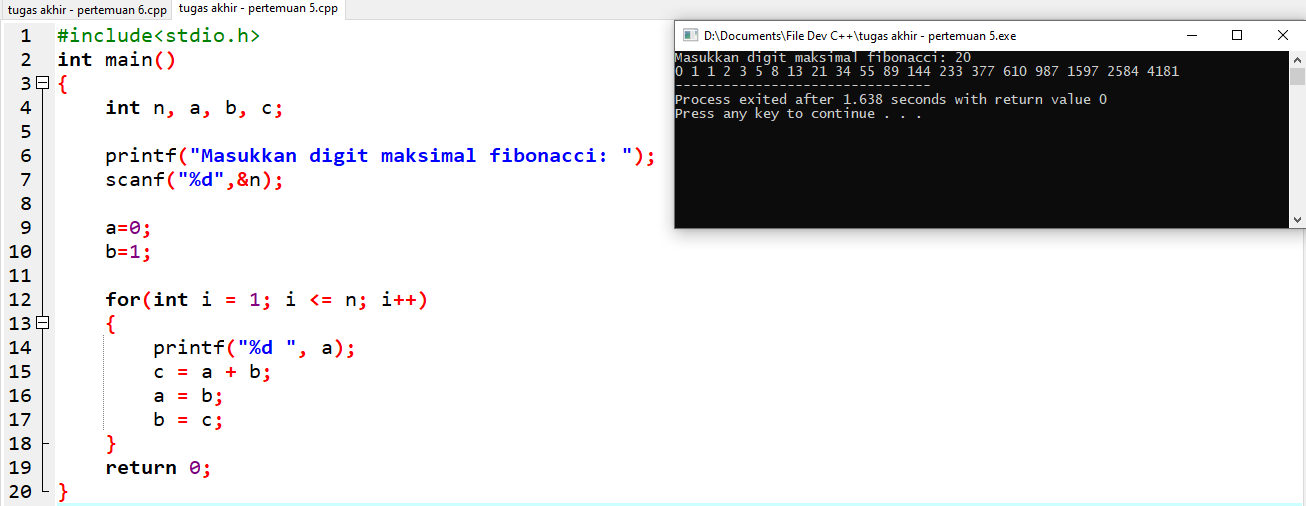 tugas akhir - pertemuan 6.cpp tugas akhir - pertemuan 5.cpp
1 #include<stdio.h>
2 int main()
3 {
4 int n, a, b, c;
5
6 printf("Masukkan digit maksimal fibonacci: ");
7 scanf("%d",&n);
8
9 a=0;
10 b=1;
11
12 for(int i = 1; i <= n; i++)
13 {
14 printf("%d ", a);
15 c = a + b;
16 a = b;
17 b = c;
18 }
19 return 0;
20 }
D:\Documents\File Dev C++\tugas akhir - pertemuan 5.exe
Masukkan digit maksimal fibonacci: 20
0 1 1 2 3 5 8 13 21 34 55 89 144 233 377 610 987 1597 2584 4181
--------------------------------
Process exited after 1.638 seconds with return value 0
Press any key to continue . . .